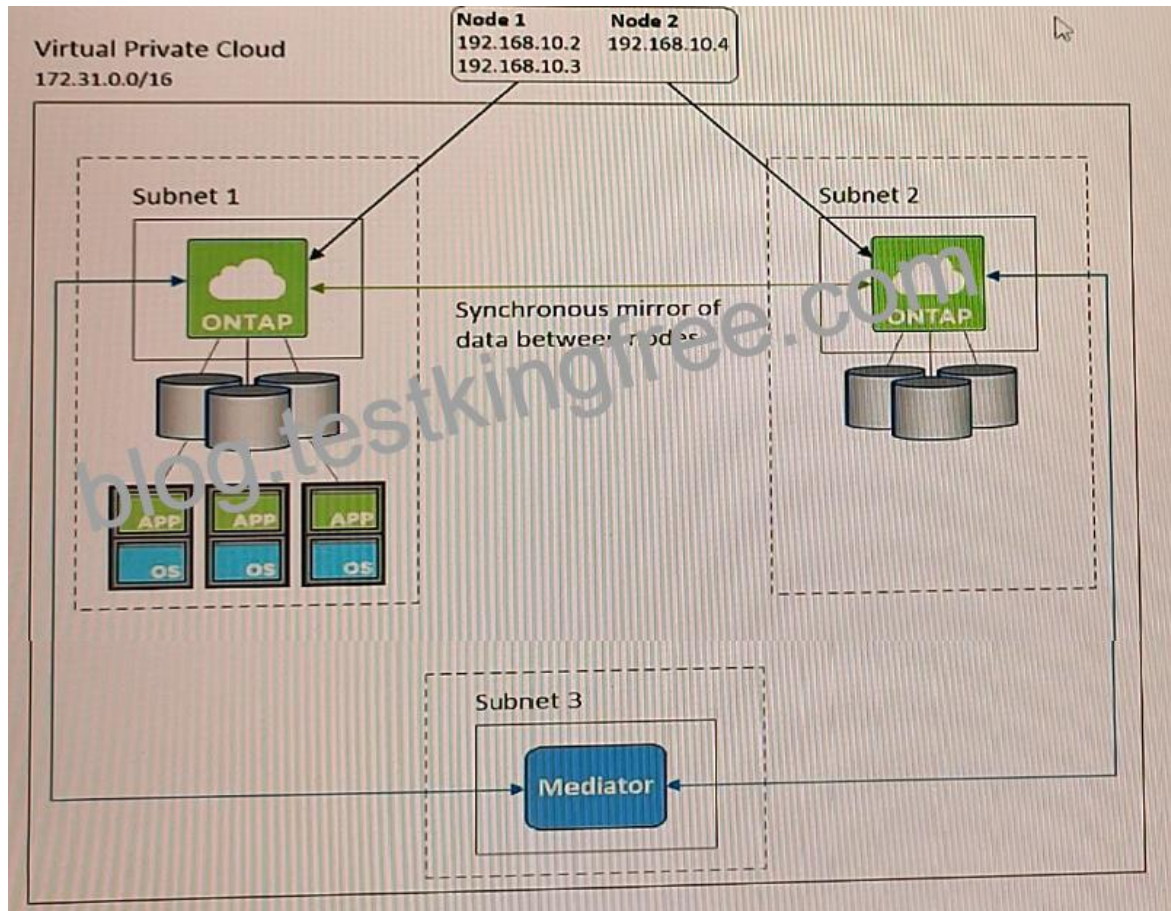 Node 1 Node 2
192.168.10.2 192.168.10.4
192.168.10.3
Virtual Private Cloud
172.31.0.0/16
Subnet 1
Subnet 2
ONTAP
ONTAP
Synchronous mirror of
data between nodes
blog.testkingfree.com
APP APP APP
OS OS OS
Subnet 3
Mediator